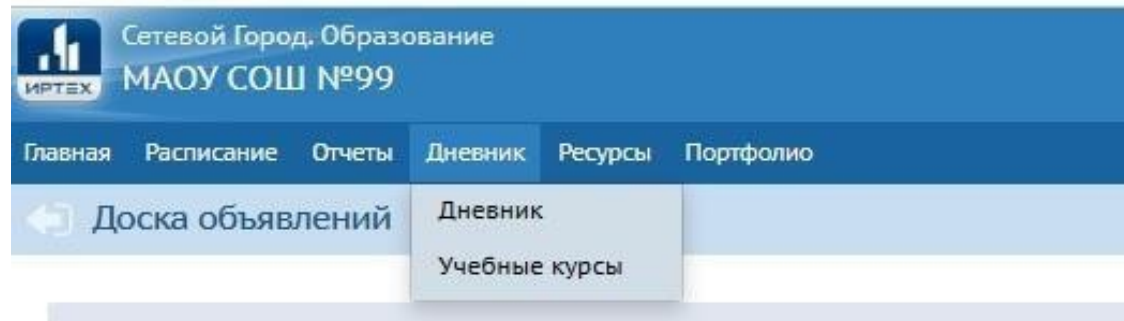 Сетевой Город. Образование
ИРТЕХ МАОУ СОШ №99
Главная Расписание Отчеты Дневник Ресурсы Портфолио
Доска объявлений
Дневник
Учебные курсы